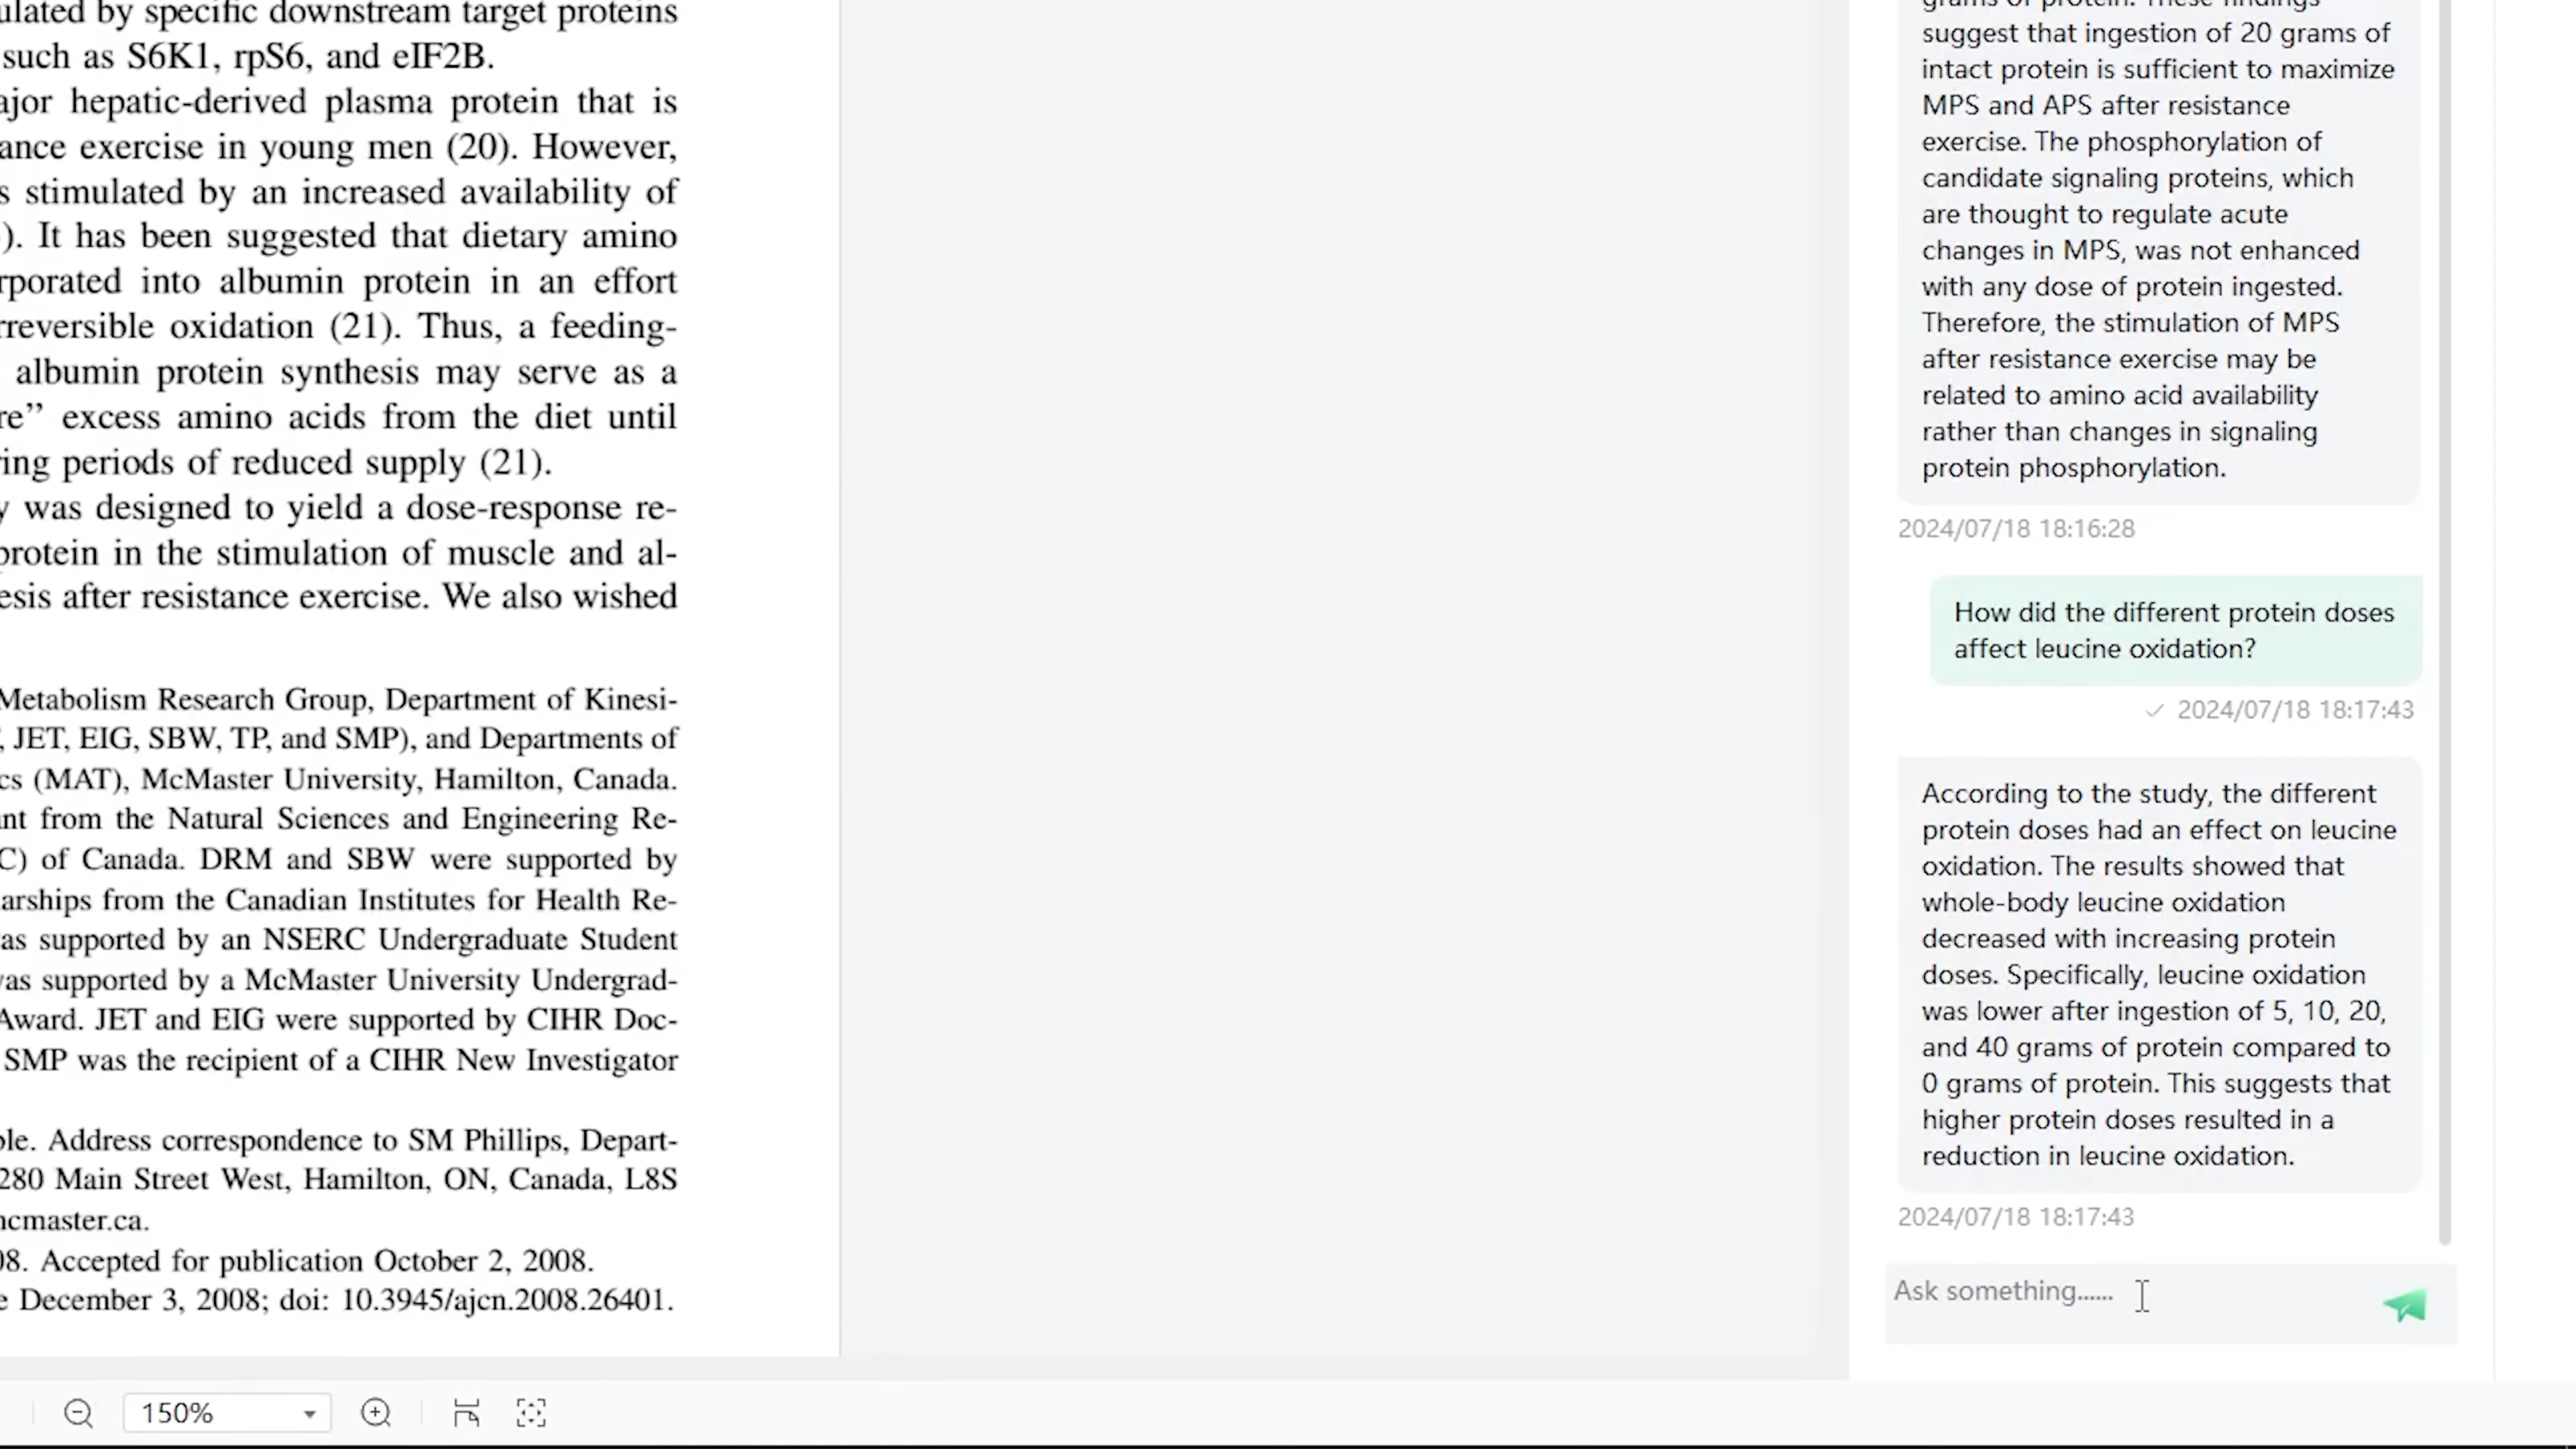 ulated by specific downstream target proteins
such as S6K1, rpS6, and eIF2B.
ajor hepatic-derived plasma protein that is
ance exercise in young men (20). However,
s stimulated by an increased availability of
). It has been suggested that dietary amino
rporated into albumin protein in an effort
rreversible oxidation (21). Thus, a feeding-
albumin protein synthesis may serve as a
re” excess amino acids from the diet until
ring periods of reduced supply (21).
y was designed to yield a dose-response re-
protein in the stimulation of muscle and al-
esis after resistance exercise. We also wished
Metabolism Research Group, Department of Kinesi-
, JET, EIG, SBW, TP, and SMP), and Departments of
cs (MAT), McMaster University, Hamilton, Canada.
nt from the Natural Sciences and Engineering Re-
C) of Canada. DRM and SBW were supported by
arships from the Canadian Institutes for Health Re-
as supported by an NSERC Undergraduate Student
was supported by a McMaster University Undergrad-
Award. JET and EIG were supported by CIHR Doc-
SMP was the recipient of a CIHR New Investigator
ble. Address correspondence to SM Phillips, Depart-
280 Main Street West, Hamilton, ON, Canada, L8S
mcmaster.ca.
08. Accepted for publication October 2, 2008.
e December 3, 2008; doi: 10.3945/ajcn.2008.26401.
grams of protein. These findings
suggest that ingestion of 20 grams of
intact protein is sufficient to maximize
MPS and APS after resistance
exercise. The phosphorylation of
candidate signaling proteins, which
are thought to regulate acute
changes in MPS, was not enhanced
with any dose of protein ingested.
Therefore, the stimulation of MPS
after resistance exercise may be
related to amino acid availability
rather than changes in signaling
protein phosphorylation.
2024/07/18 18:16:28
How did the different protein doses
affect leucine oxidation?
2024/07/18 18:17:43
According to the study, the different
protein doses had an effect on leucine
oxidation. The results showed that
whole-body leucine oxidation
decreased with increasing protein
doses. Specifically, leucine oxidation
was lower after ingestion of 5, 10, 20,
and 40 grams of protein compared to
0 grams of protein. This suggests that
higher protein doses resulted in a
reduction in leucine oxidation.
2024/07/18 18:17:43
Ask something......
150%